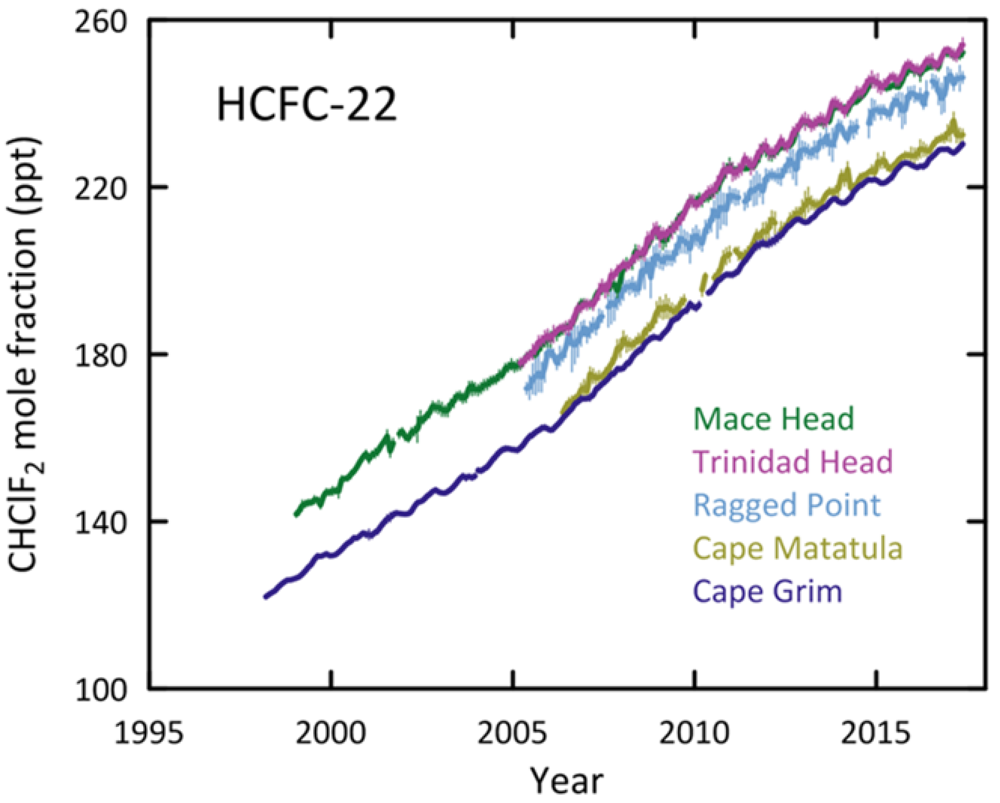 260
HCFC-22
220
180
140
100
CHClF2 mole fraction (ppt)
Mace Head
Trinidad Head
Ragged Point
Cape Matatula
Cape Grim
1995 2000 2005 2010 2015
Year